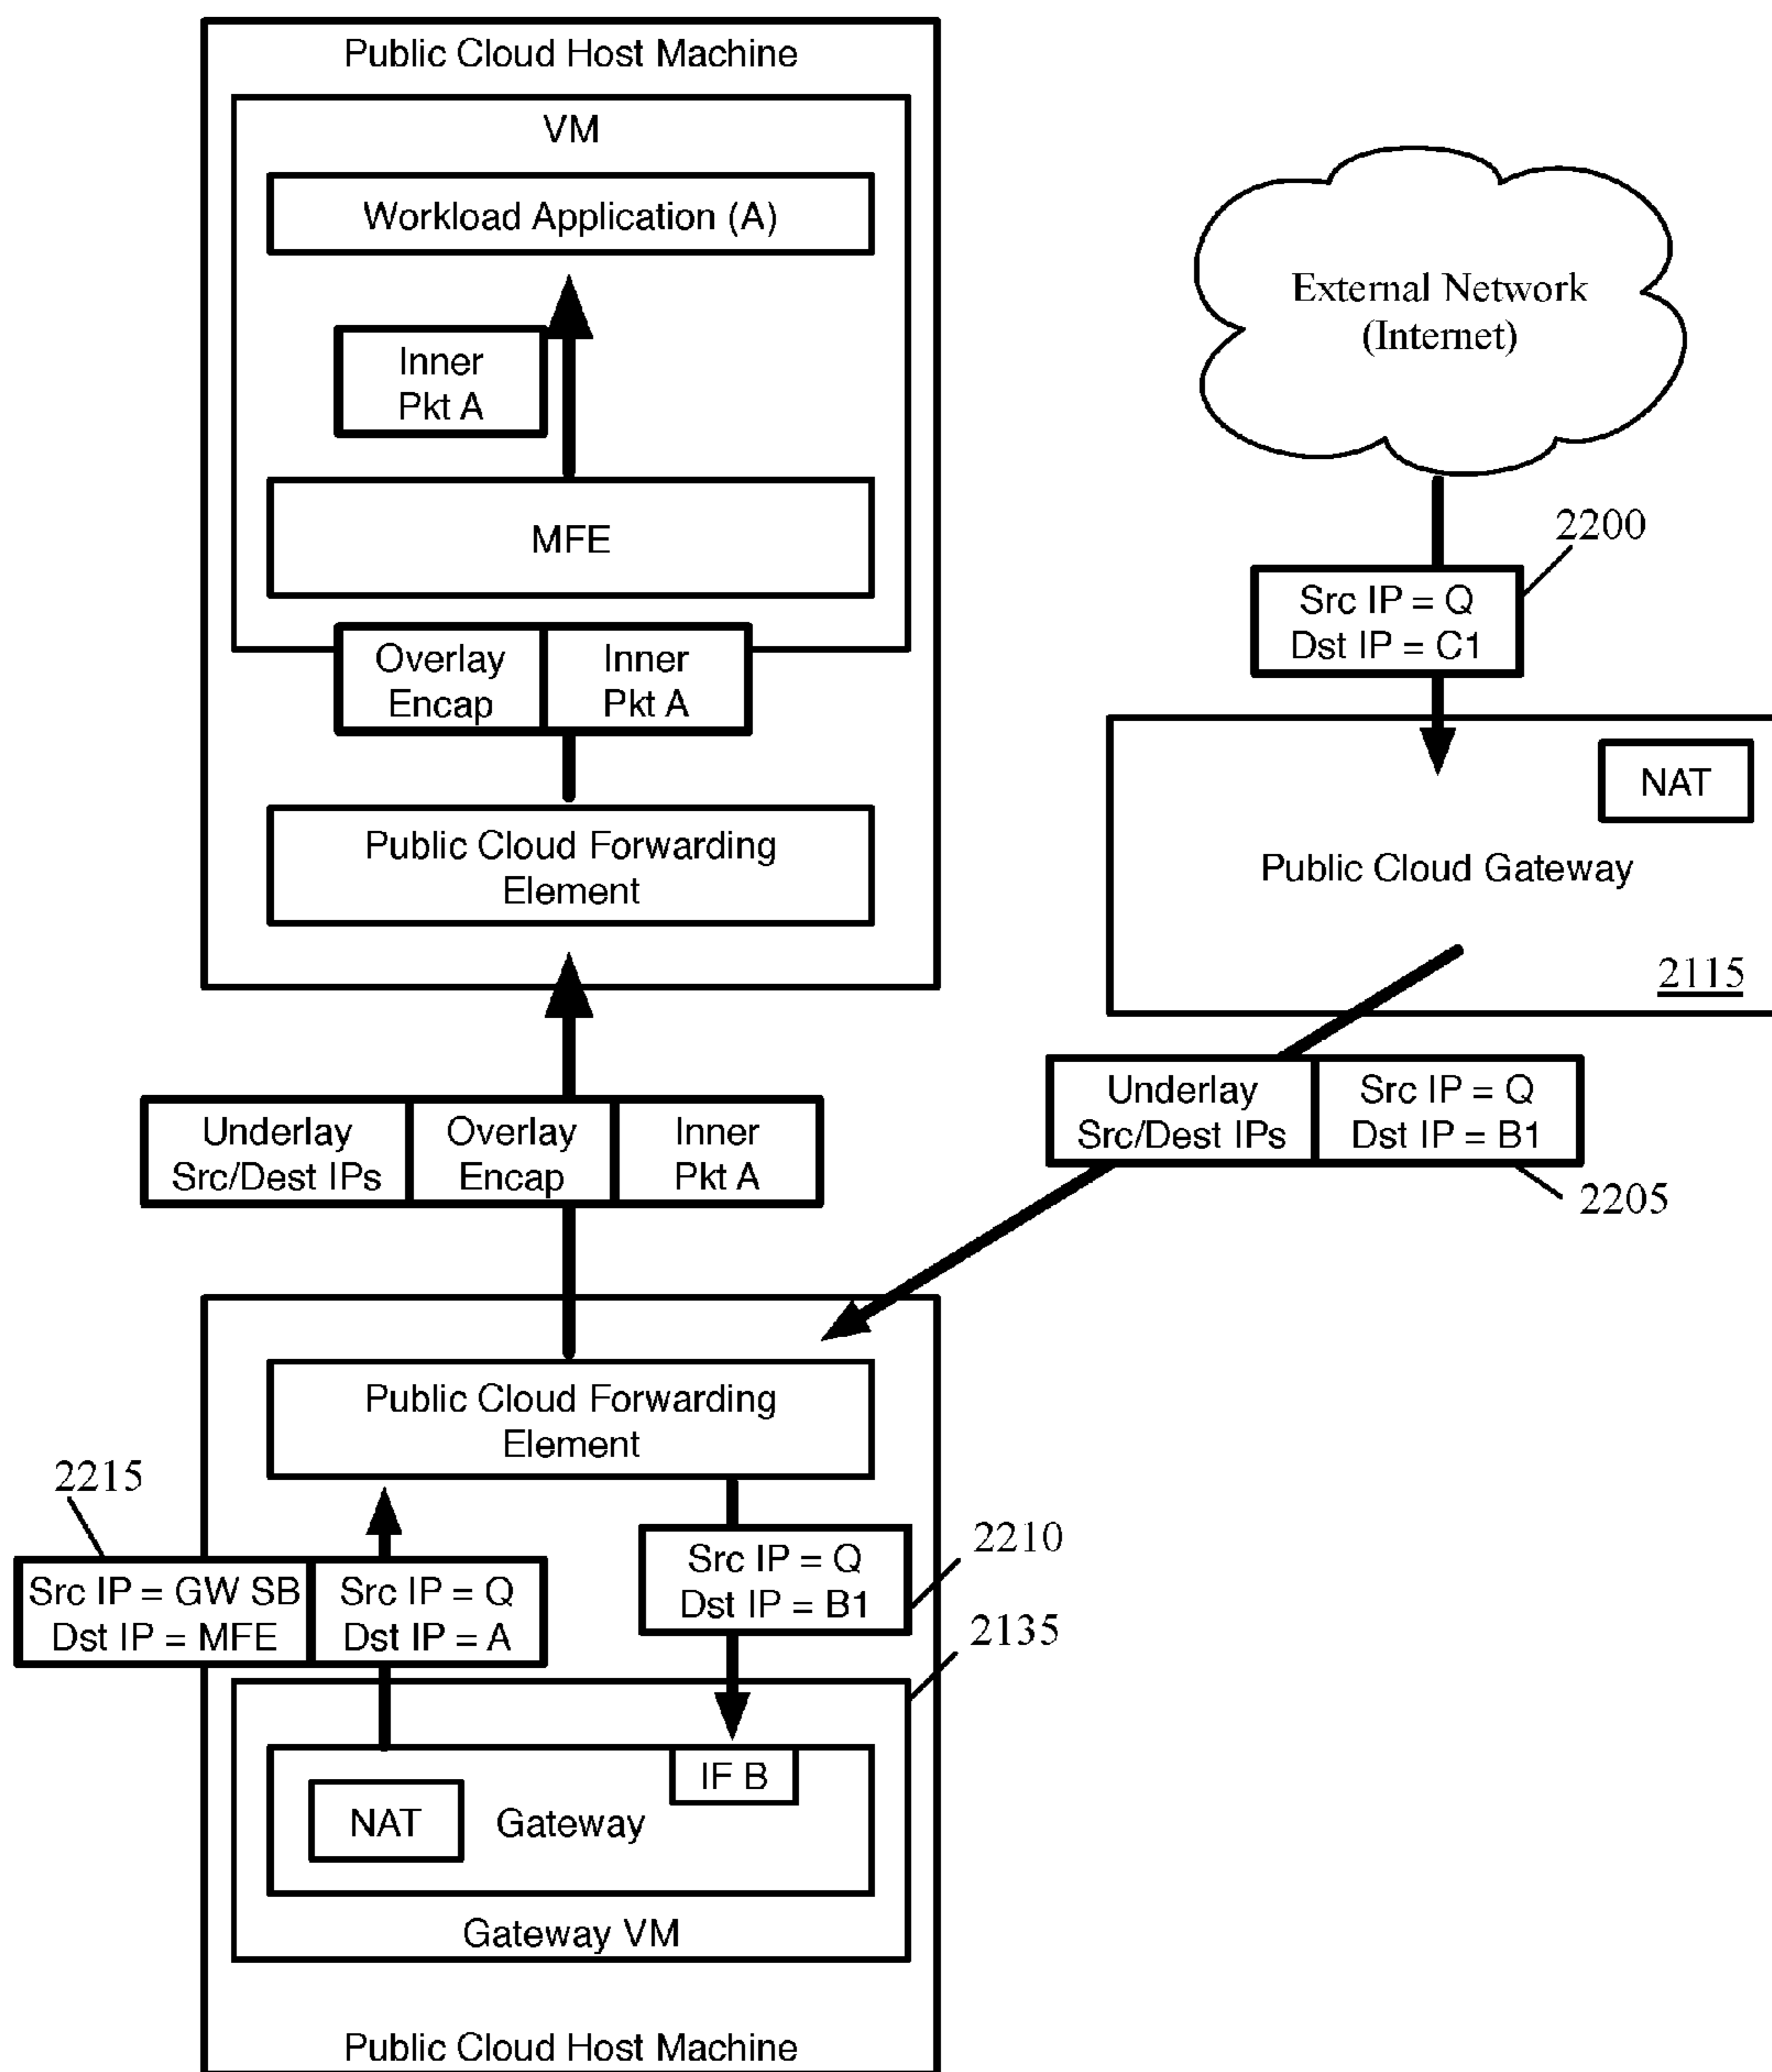 Public Cloud Host Machine
VM
Workload Application (A)
Inner
Pkt A
MFE
Overlay
Encap
Inner
Pkt A
Public Cloud Forwarding
Element
External Network
(Internet)
2200
Src IP = Q
Dst IP = C1
NAT
Public Cloud Gateway
2115
Underlay
Src/Dest IPs
Src IP = Q
Dst IP = B1
2205
Underlay
Src/Dest IPs
Overlay
Encap
Inner
Pkt A
Public Cloud Forwarding
Element
2215
Src IP = GW SB
Dst IP = MFE
Src IP = Q
Dst IP = A
Src IP = Q
Dst IP = B1
2210
2135
IF B
NAT
Gateway
Gateway VM
Public Cloud Host Machine